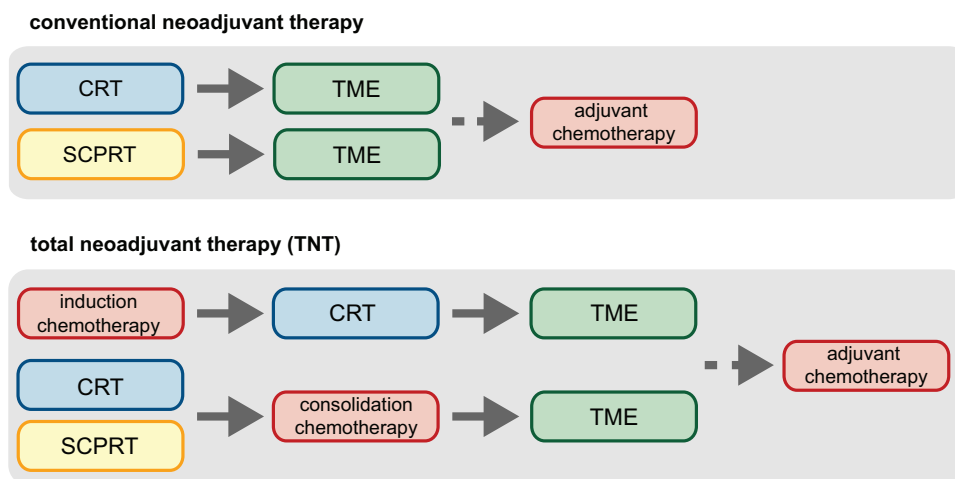 conventional neoadjuvant therapy
CRT
TME
SCPRT
TME
adjuvant
chemotherapy
total neoadjuvant therapy (TNT)
induction
chemotherapy
CRT
TME
CRT
SCPRT
consolidation
chemotherapy
TME
adjuvant
chemotherapy